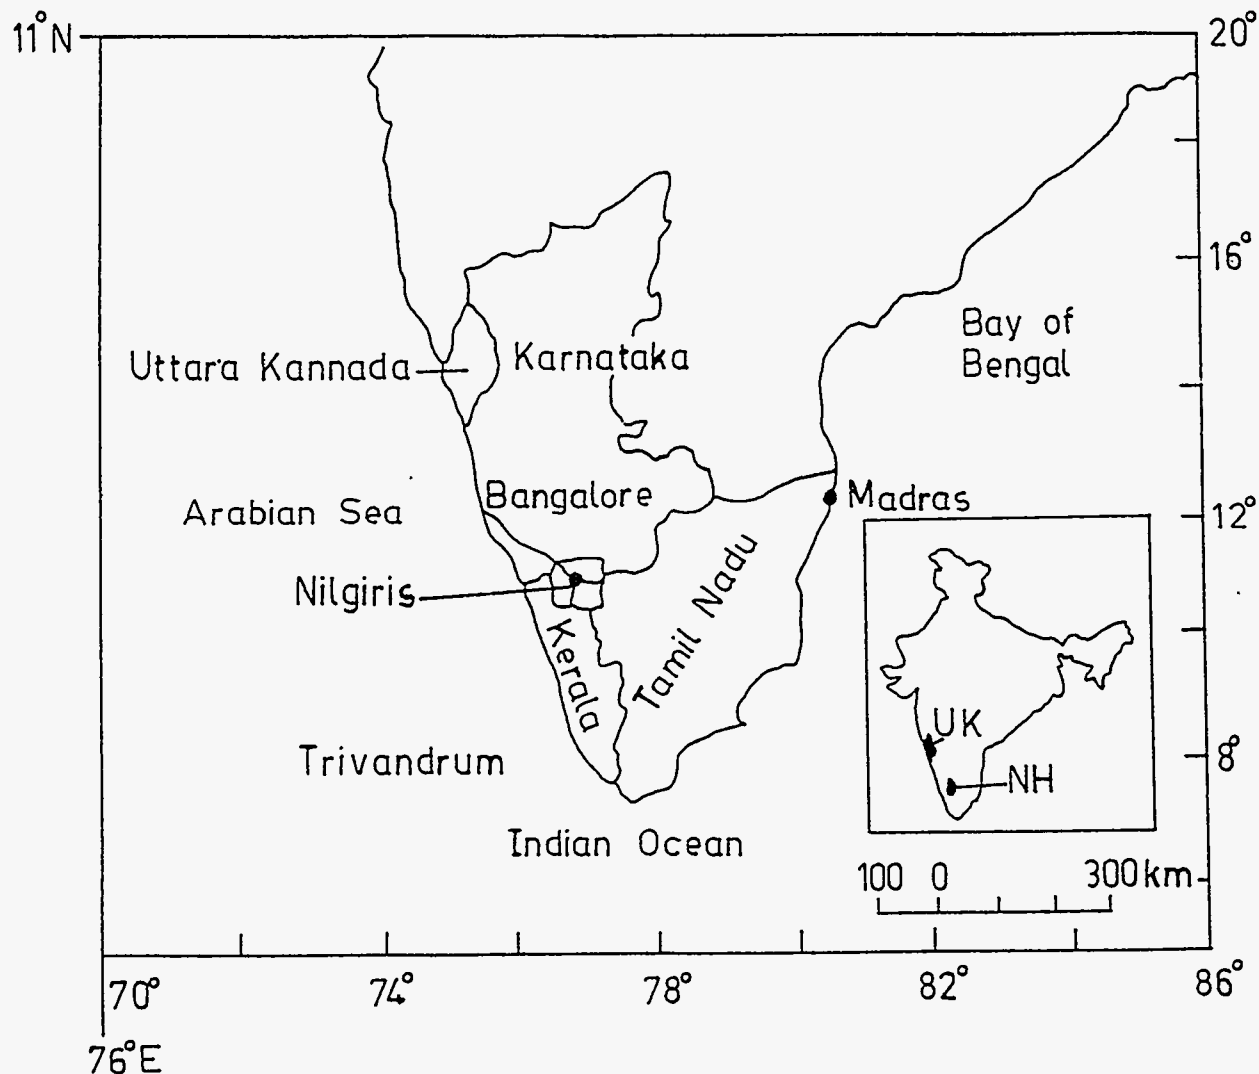 11°N
20°
16°
Bay of
Bengal
Uttara Kannada
Karnataka
Arabian Sea
Bangalore
Madras
12°
Nilgiris
Kerala
Tamil Nadu
UK
NH
8°
Trivandrum
Indian Ocean
100 0 300km
70° 74° 78° 82° 86°
76°E